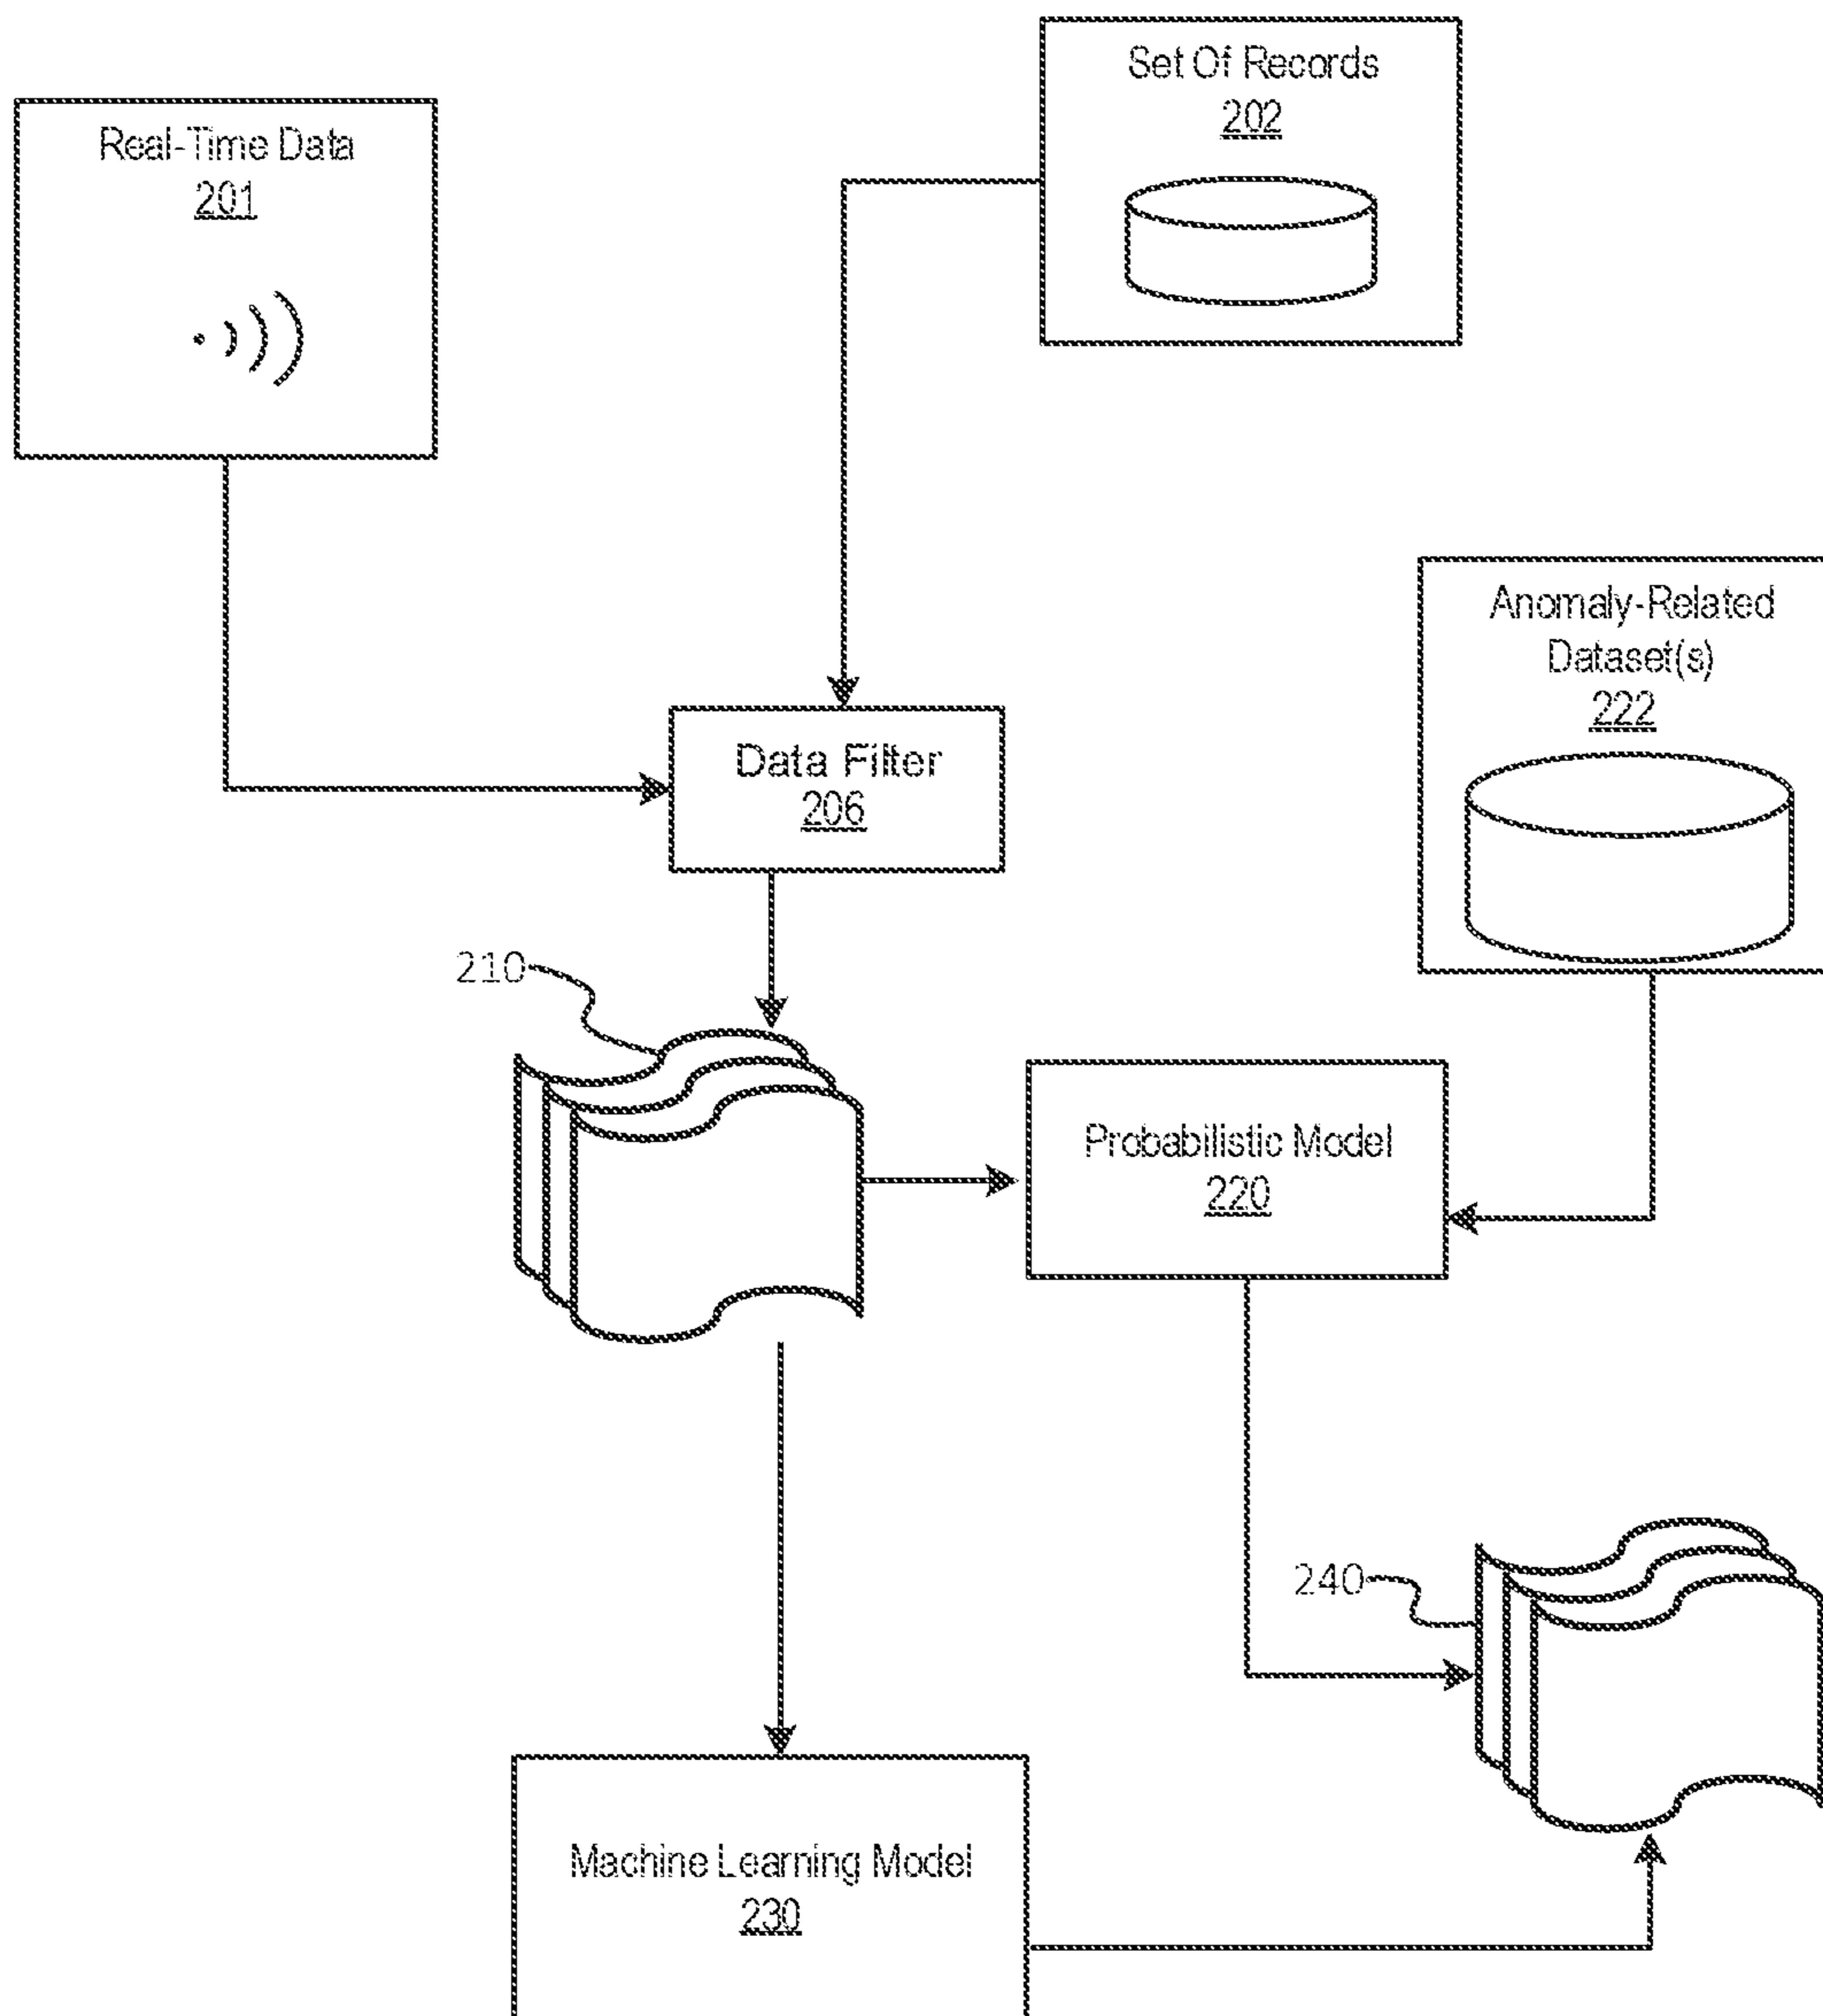 Set Of Records
202
Real-Time Data
201
Anomaly-Related
Dataset(s)
222
Data Filter
206
210
Probabilistic Model
220
240
Machine Learning Model
230